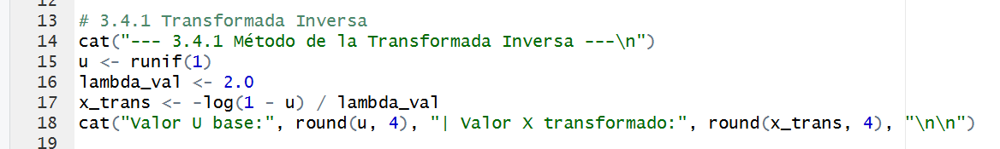 12
13 # 3.4.1 Transformada Inversa
14 cat("--- 3.4.1 Método de la Transformada Inversa ---\n")
15 u <- runif(1)
16 lambda_val <- 2.0
17 x_trans <- -log(1 - u) / lambda_val
18 cat("Valor U base:", round(u, 4), "| Valor X transformado:", round(x_trans, 4), "\n\n")
19